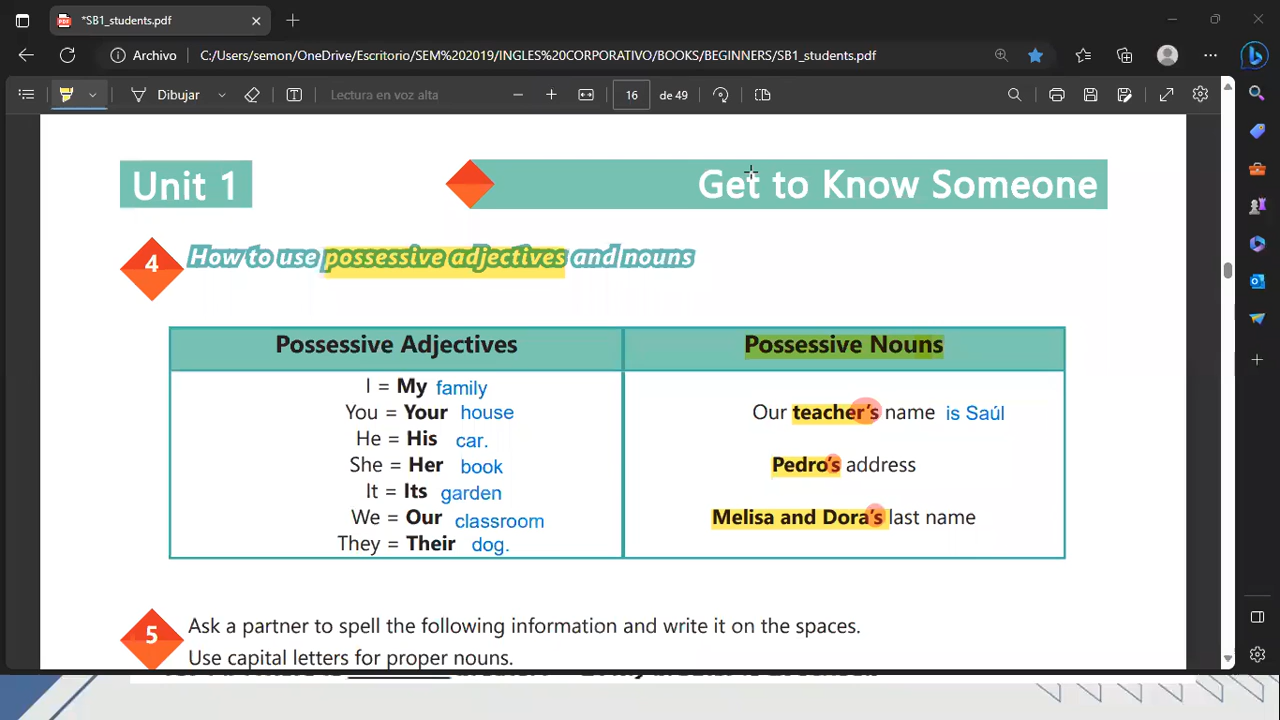 *SB1_students.pdf
Archivo C:/Users/semon/OneDrive/Escritorio/SEM%202019/INGLES%20CORPORATIVO/BOOKS/BEGINNERS/SB1_students.pdf
Dibujar Lectura en voz alta 16 de 49
Unit 1 Get to Know Someone
4 How to use possessive adjectives and nouns
Possessive Adjectives Possessive Nouns
I = My family
You = Your house Our teacher's name is Saúl
He = His car.
She = Her book Pedro's address
It = Its garden
We = Our classroom Melisa and Dora's last name
They = Their dog.
5 Ask a partner to spell the following information and write it on the spaces.
Use capital letters for proper nouns.